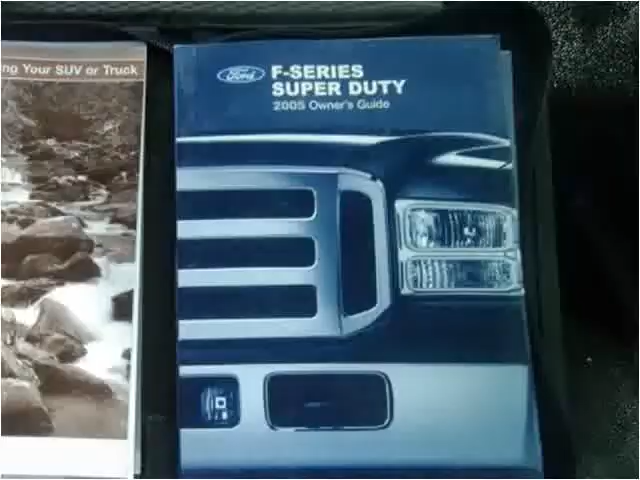 ng Your SUV or Truck
Ford
F-SERIES
SUPER DUTY
2005 Owner's Guide